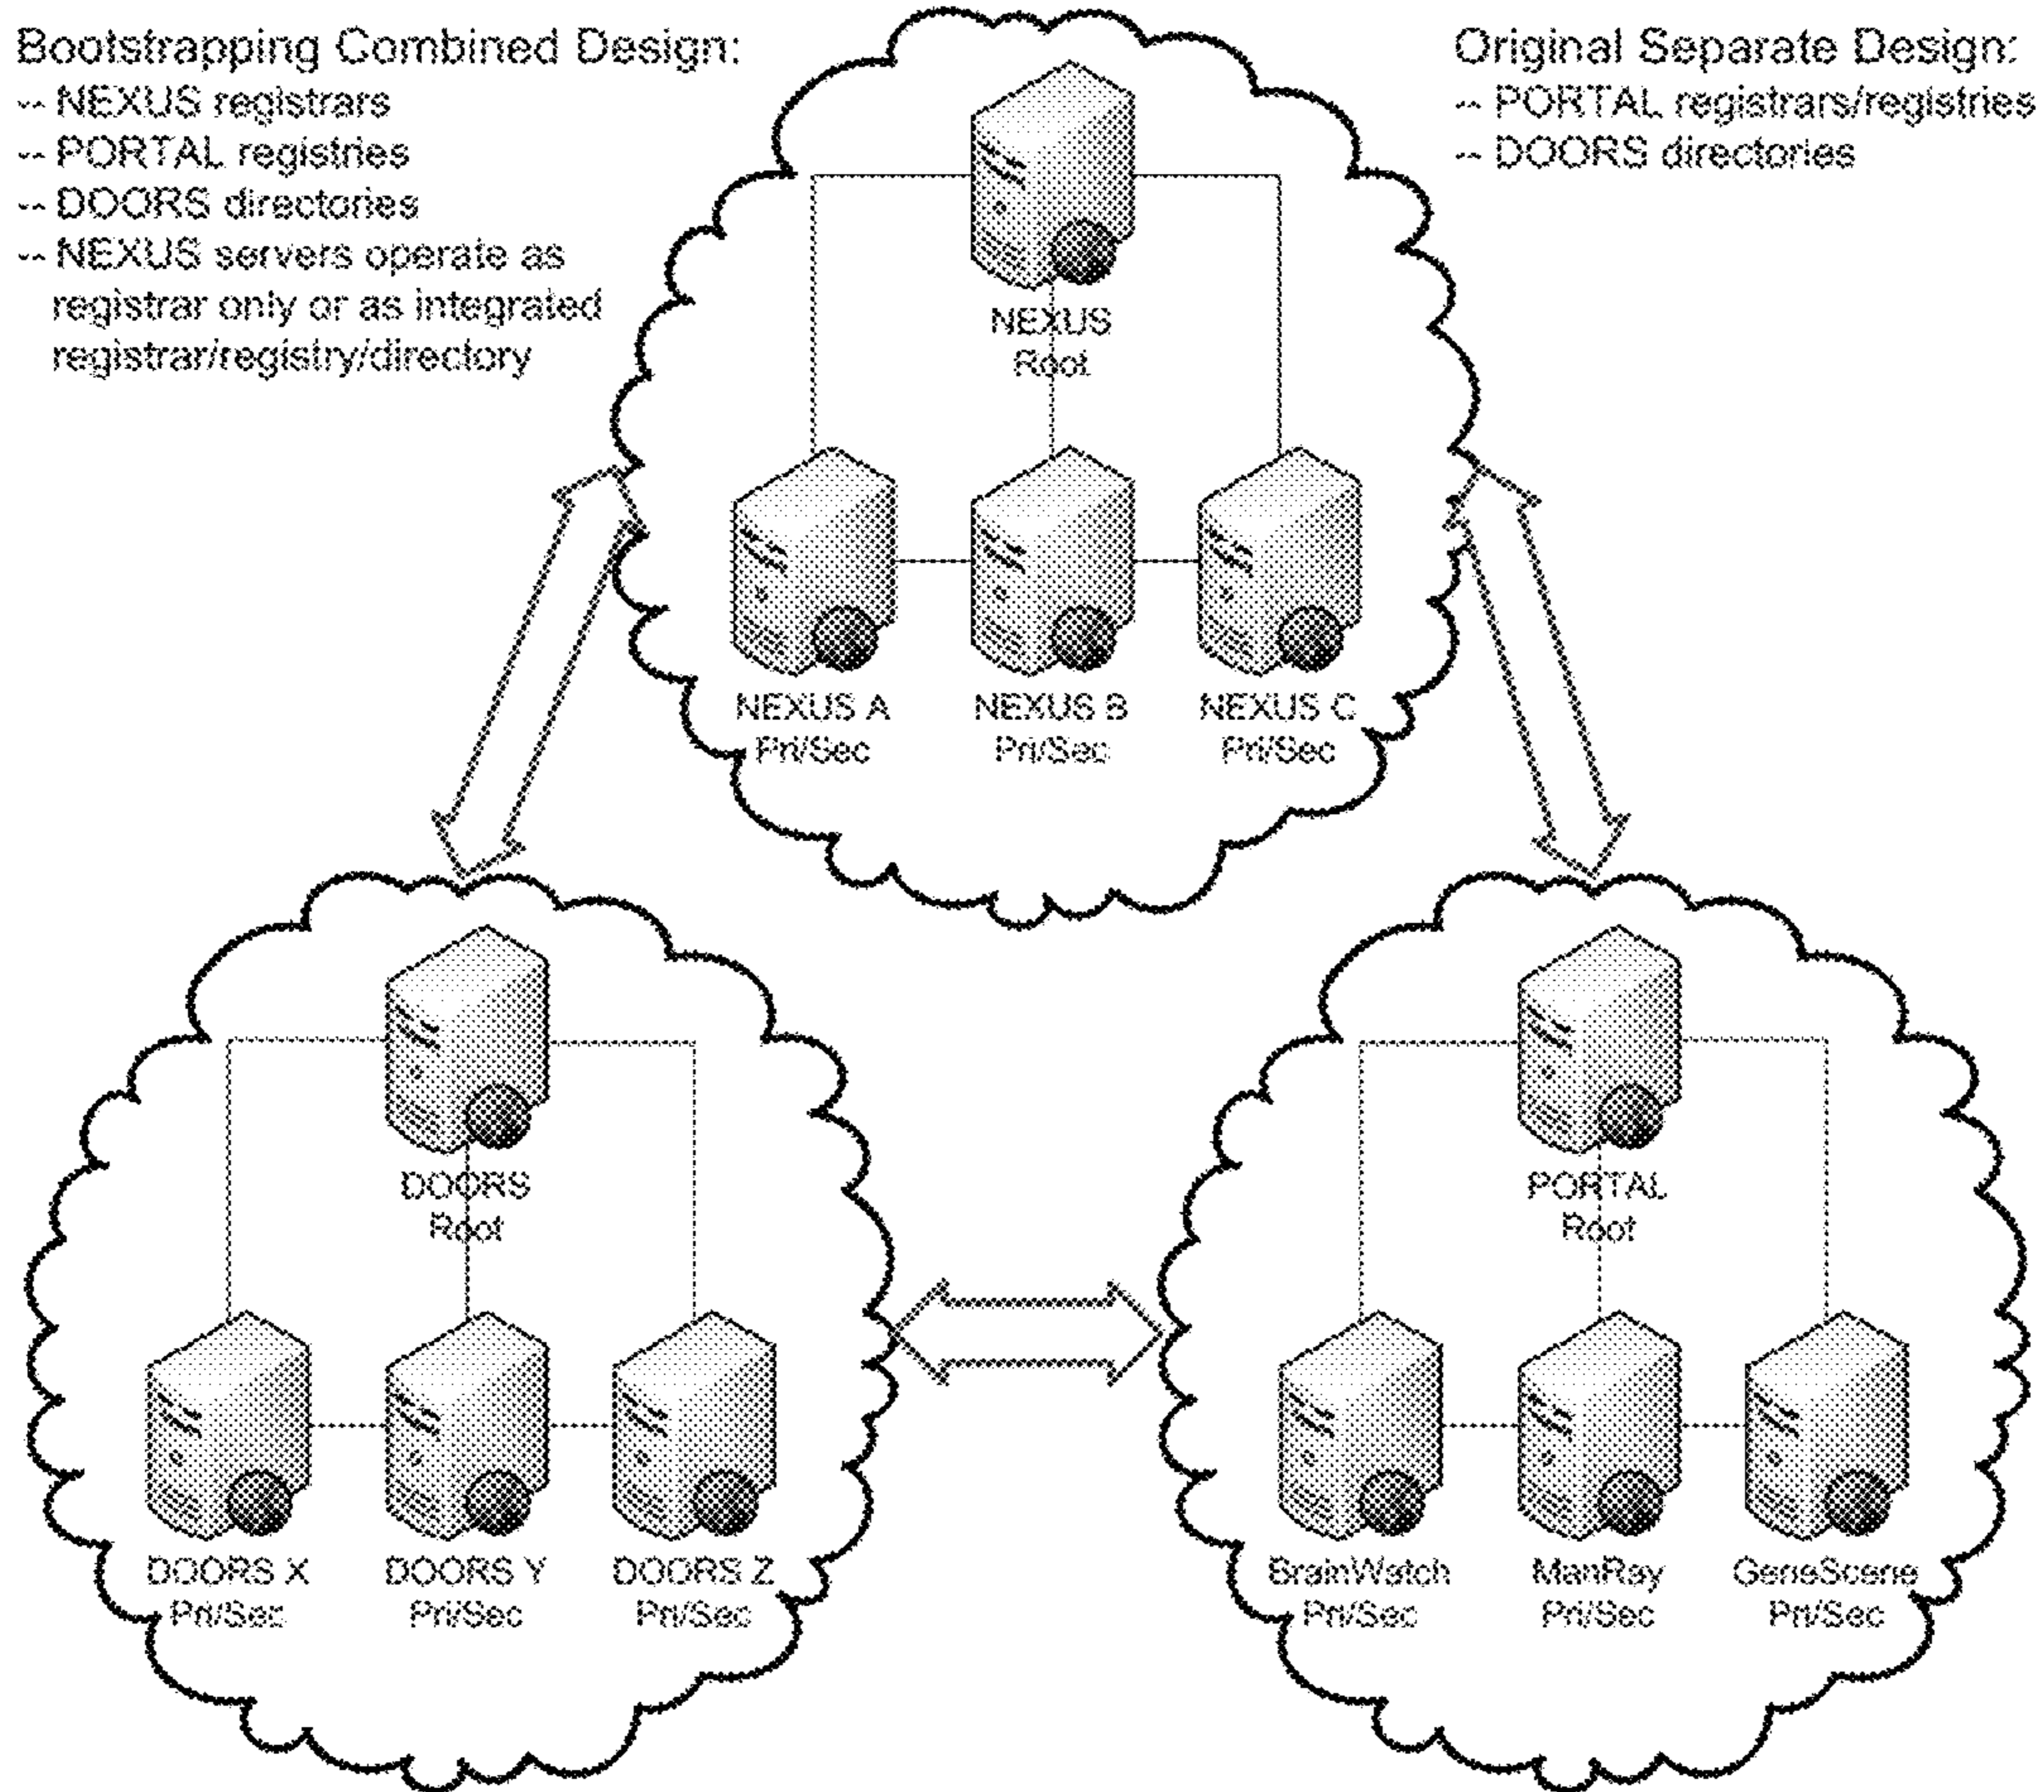 Bootstrapping Combined Design:
-- NEXUS registrars
-- PORTAL registries
-- DOORS directories
-- NEXUS servers operate as
registrar only or as integrated
registrar/registry/directory
Original Separate Design:
-- PORTAL registrars/registries
-- DOORS directories
NEXUS
Root
NEXUS A
Pri/Sec
NEXUS B
Pri/Sec
NEXUS C
Pri/Sec
DOORS
Root
DOORS X
Pri/Sec
DOORS Y
Pri/Sec
DOORS Z
Pri/Sec
PORTAL
Root
BrainWatch
Pri/Sec
ManRay
Pri/Sec
GeneScene
Pri/Sec